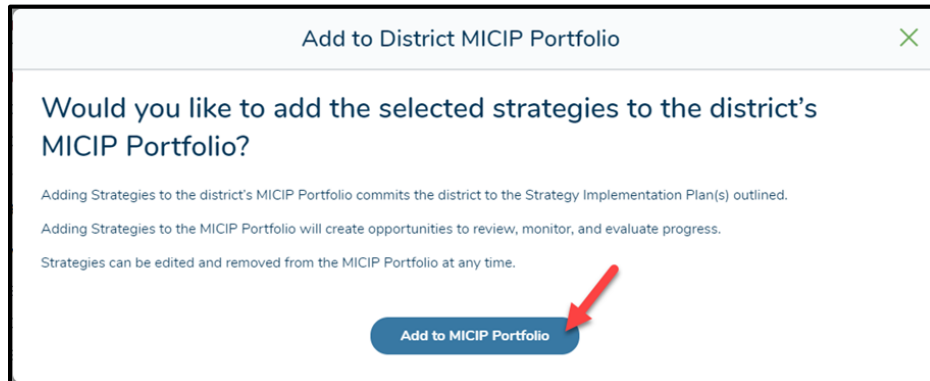 Add to District MICIP Portfolio
Would you like to add the selected strategies to the district’s
MICIP Portfolio?
Adding Strategies to the district’s MICIP Portfolio commits the district to the Strategy Implementation Plan(s) outlined.
Adding Strategies to the MICIP Portfolio will create opportunities to review, monitor, and evaluate progress.
Strategies can be edited and removed from the MICIP Portfolio at any time.
Add to MICIP Portfolio